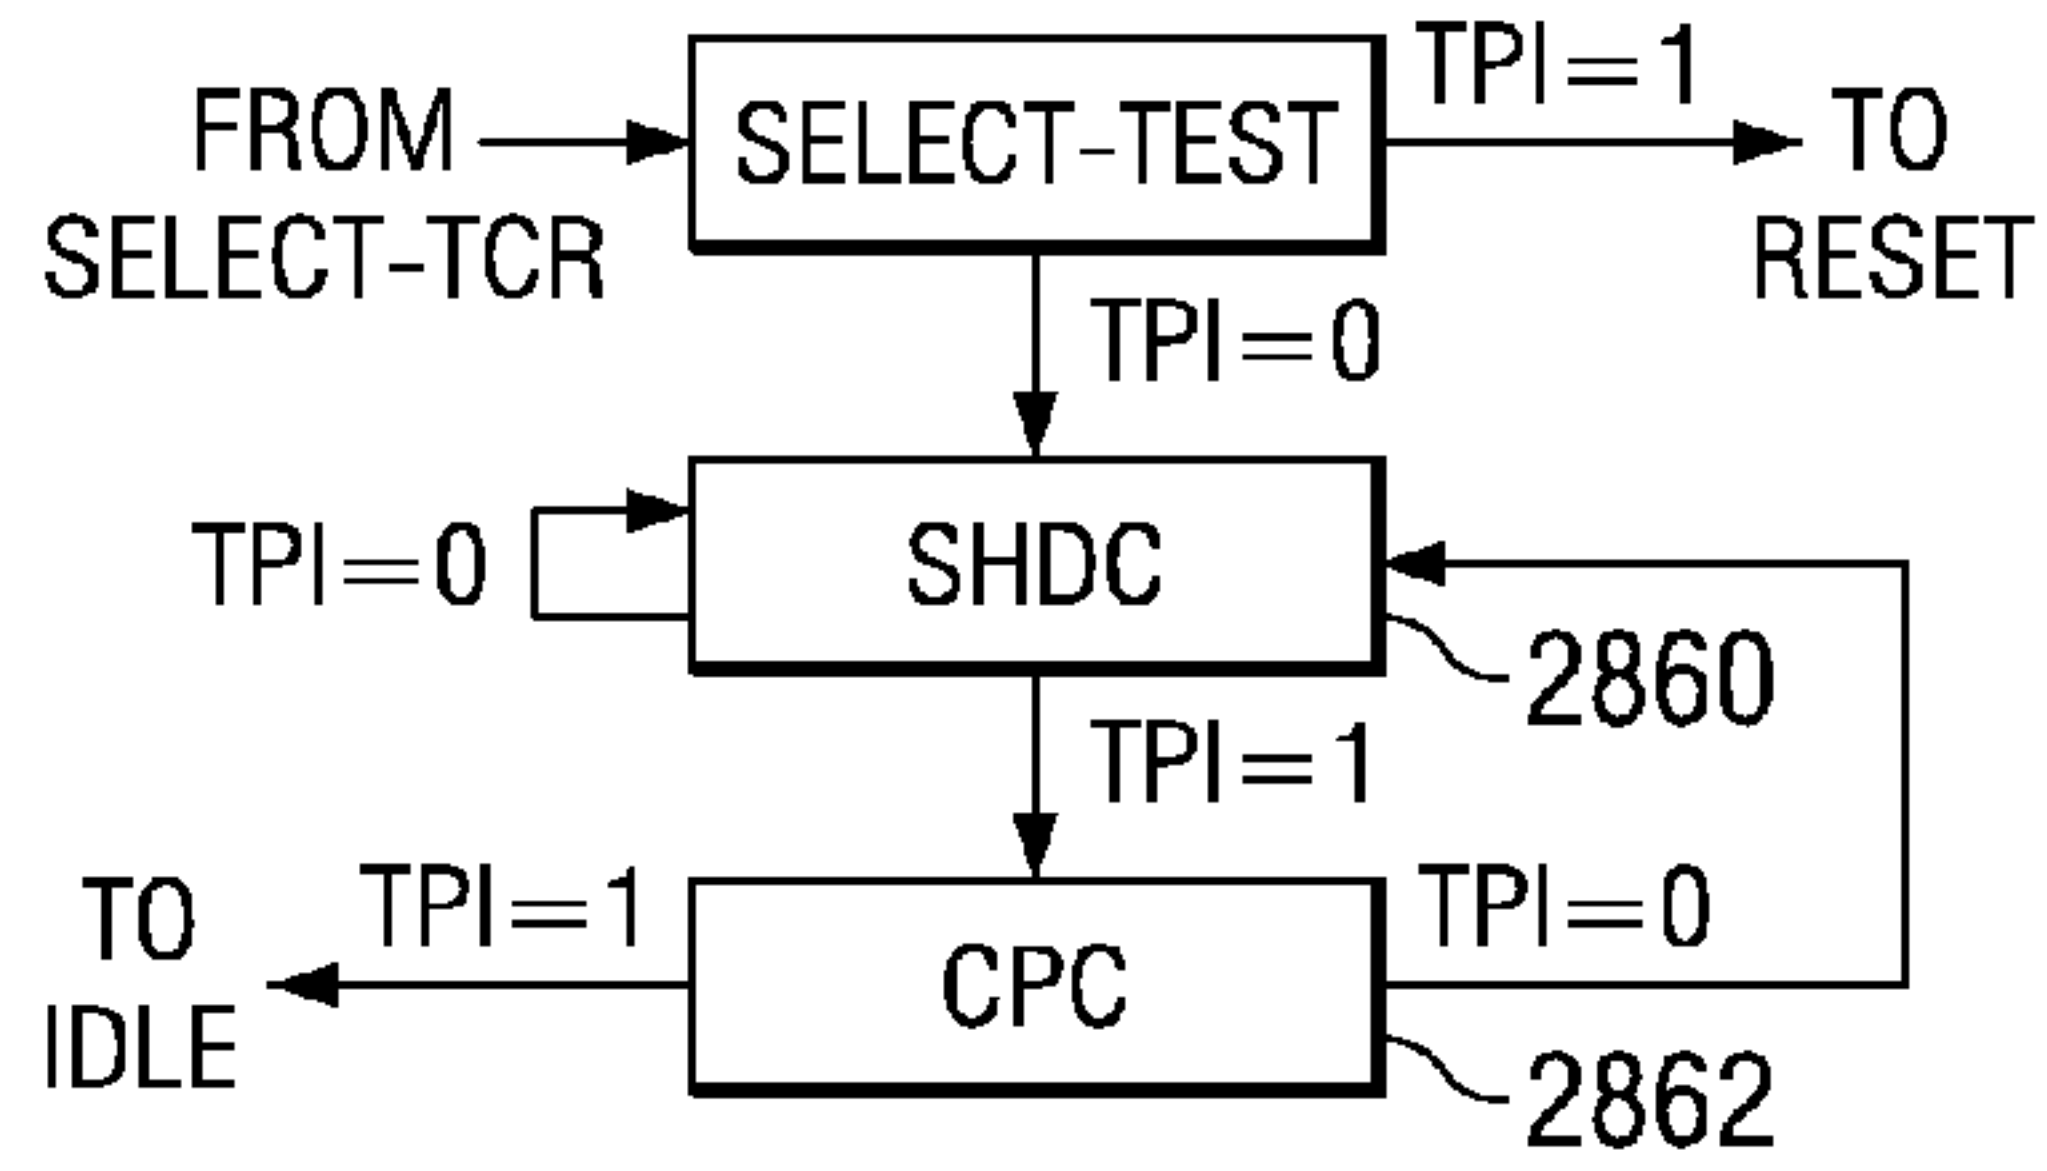 TPI=1
FROM
SELECT-TCR
SELECT-TEST
TO
RESET
TPI=0
TPI=0
SHDC
2860
TPI=1
TO
IDLE
TPI=1
CPC
TPI=0
2862